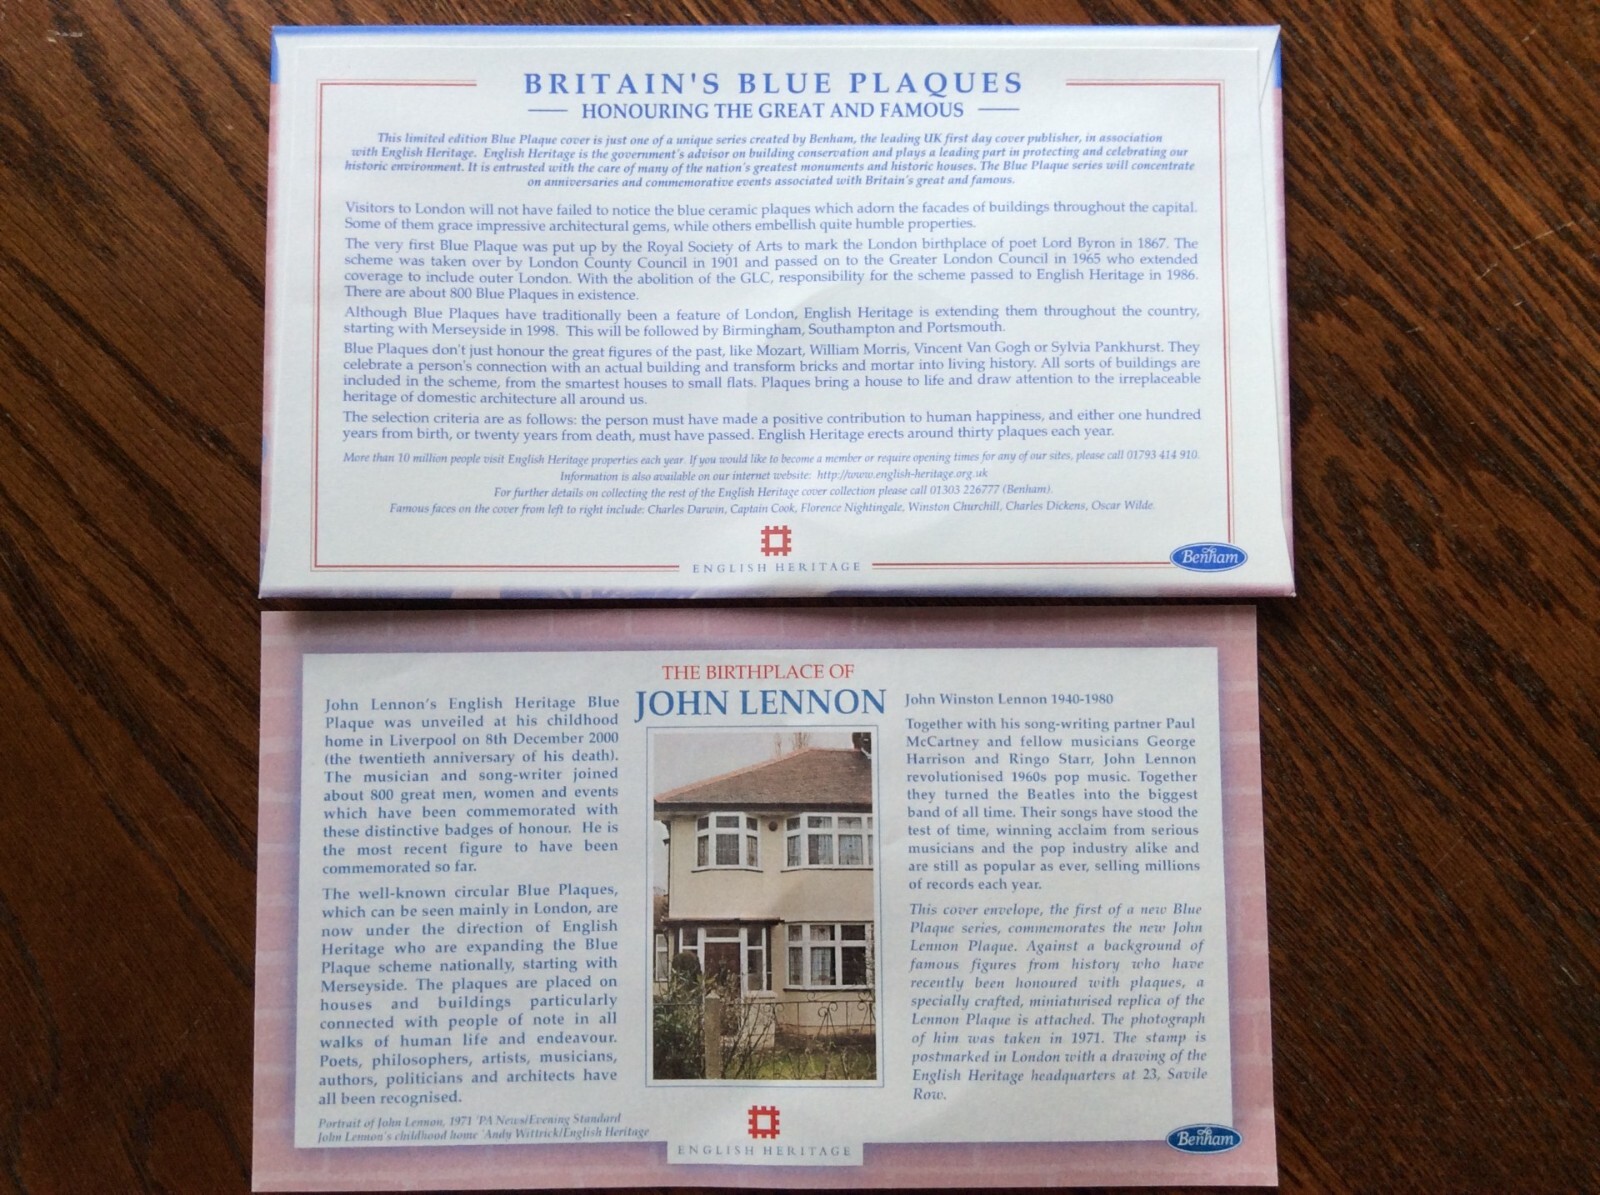 BRITAIN'S BLUE PLAQUES
HONOURING THE GREAT AND FAMOUS
This limited edition Blue Plaque cover is just one of a unique series created by Benham, the leading UK first day cover publisher, in association
with English Heritage. English Heritage is the government's advisor on building conservation and plays a leading part in protecting and celebrating our
historic environment. It is entrusted with the care of many of the nation's greatest monuments and historic houses. The Blue Plaque series will concentrate
on anniversaries and commemorative events associated with Britain's great and famous.
Visitors to London will not have failed to notice the blue ceramic plaques which adorn the facades of buildings throughout the capital.
Some of them grace impressive architectural gems, while others embellish quite humble properties.
The very first Blue Plaque was put up by the Royal Society of Arts to mark the London birthplace of poet Lord Byron in 1867. The
scheme was taken over by London County Council in 1901 and passed on to the Greater London Council in 1965 who extended
coverage to include outer London. With the abolition of the GLC, responsibility for the scheme passed to English Heritage in 1986.
There are about 800 Blue Plaques in existence.
Although Blue Plaques have traditionally been a feature of London, English Heritage is extending them throughout the country,
starting with Merseyside in 1998. This will be followed by Birmingham, Southampton and Portsmouth.
Blue Plaques don't just honour the great figures of the past, like Mozart, William Morris, Vincent Van Gogh or Sylvia Pankhurst. They
celebrate a person's connection with an actual building and transform bricks and mortar into living history. All sorts of buildings are
included in the scheme, from the smartest houses to small flats. Plaques bring a house to life and draw attention to the irreplaceable
heritage of domestic architecture all around us.
The selection criteria are as follows: the person must have made a positive contribution to human happiness, and either one hundred
years from birth, or twenty years from death, must have passed. English Heritage erects around thirty plaques each year.
More than 10 million people visit English Heritage properties each year. If you would like to become a member or require opening times for any of our sites, please call 01793 414 910.
Information is also available on our internet website: http://www.english-heritage.org.uk
For further details on collecting the rest of the English Heritage cover collection please call 01303 226777 (Benham).
Famous faces on the cover from left to right include: Charles Darwin, Captain Cook, Florence Nightingale, Winston Churchill, Charles Dickens, Oscar Wilde.
ENGLISH HERITAGE
Benham
THE BIRTHPLACE OF
JOHN LENNON
John Lennon's English Heritage Blue
Plaque was unveiled at his childhood
home in Liverpool on 8th December 2000
(the twentieth anniversary of his death).
The musician and song-writer joined
about 800 great men, women and events
which have been commemorated with
these distinctive badges of honour. He is
the most recent figure to have been
commemorated so far.
The well-known circular Blue Plaques,
which can be seen mainly in London, are
now under the direction of English
Heritage who are expanding the Blue
Plaque scheme nationally, starting with
Merseyside. The plaques are placed on
houses and buildings particularly
connected with people of note in all
walks of human life and endeavour.
Poets, philosophers, artists, musicians,
authors, politicians and architects have
all been recognised.
Portrait of John Lennon, 1971 'PA News/Evening Standard
John Lennon's childhood home 'Andy Wittrick/English Heritage
John Winston Lennon 1940-1980
Together with his song-writing partner Paul
McCartney and fellow musicians George
Harrison and Ringo Starr, John Lennon
revolutionised 1960s pop music. Together
they turned the Beatles into the biggest
band of all time. Their songs have stood the
test of time, winning acclaim from serious
musicians and the pop industry alike and
are still as popular as ever, selling millions
of records each year.
This cover envelope, the first of a new Blue
Plaque series, commemorates the new John
Lennon Plaque. Against a background of
famous figures from history who have
recently been honoured with plaques, a
specially crafted, miniaturised replica of the
Lennon Plaque is attached. The photograph
of him was taken in 1971. The stamp is
postmarked in London with a drawing of the
English Heritage headquarters at 23, Savile
Row.
ENGLISH HERITAGE
Benham